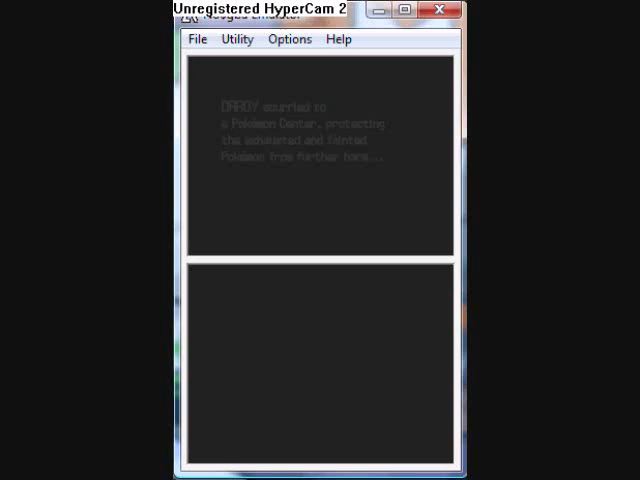 Unregistered HyperCam 2
File Utility Options Help
DARBY scurried to
a Pokémon Center, protecting
the exhausted and fainted
Pokémon from further harm...